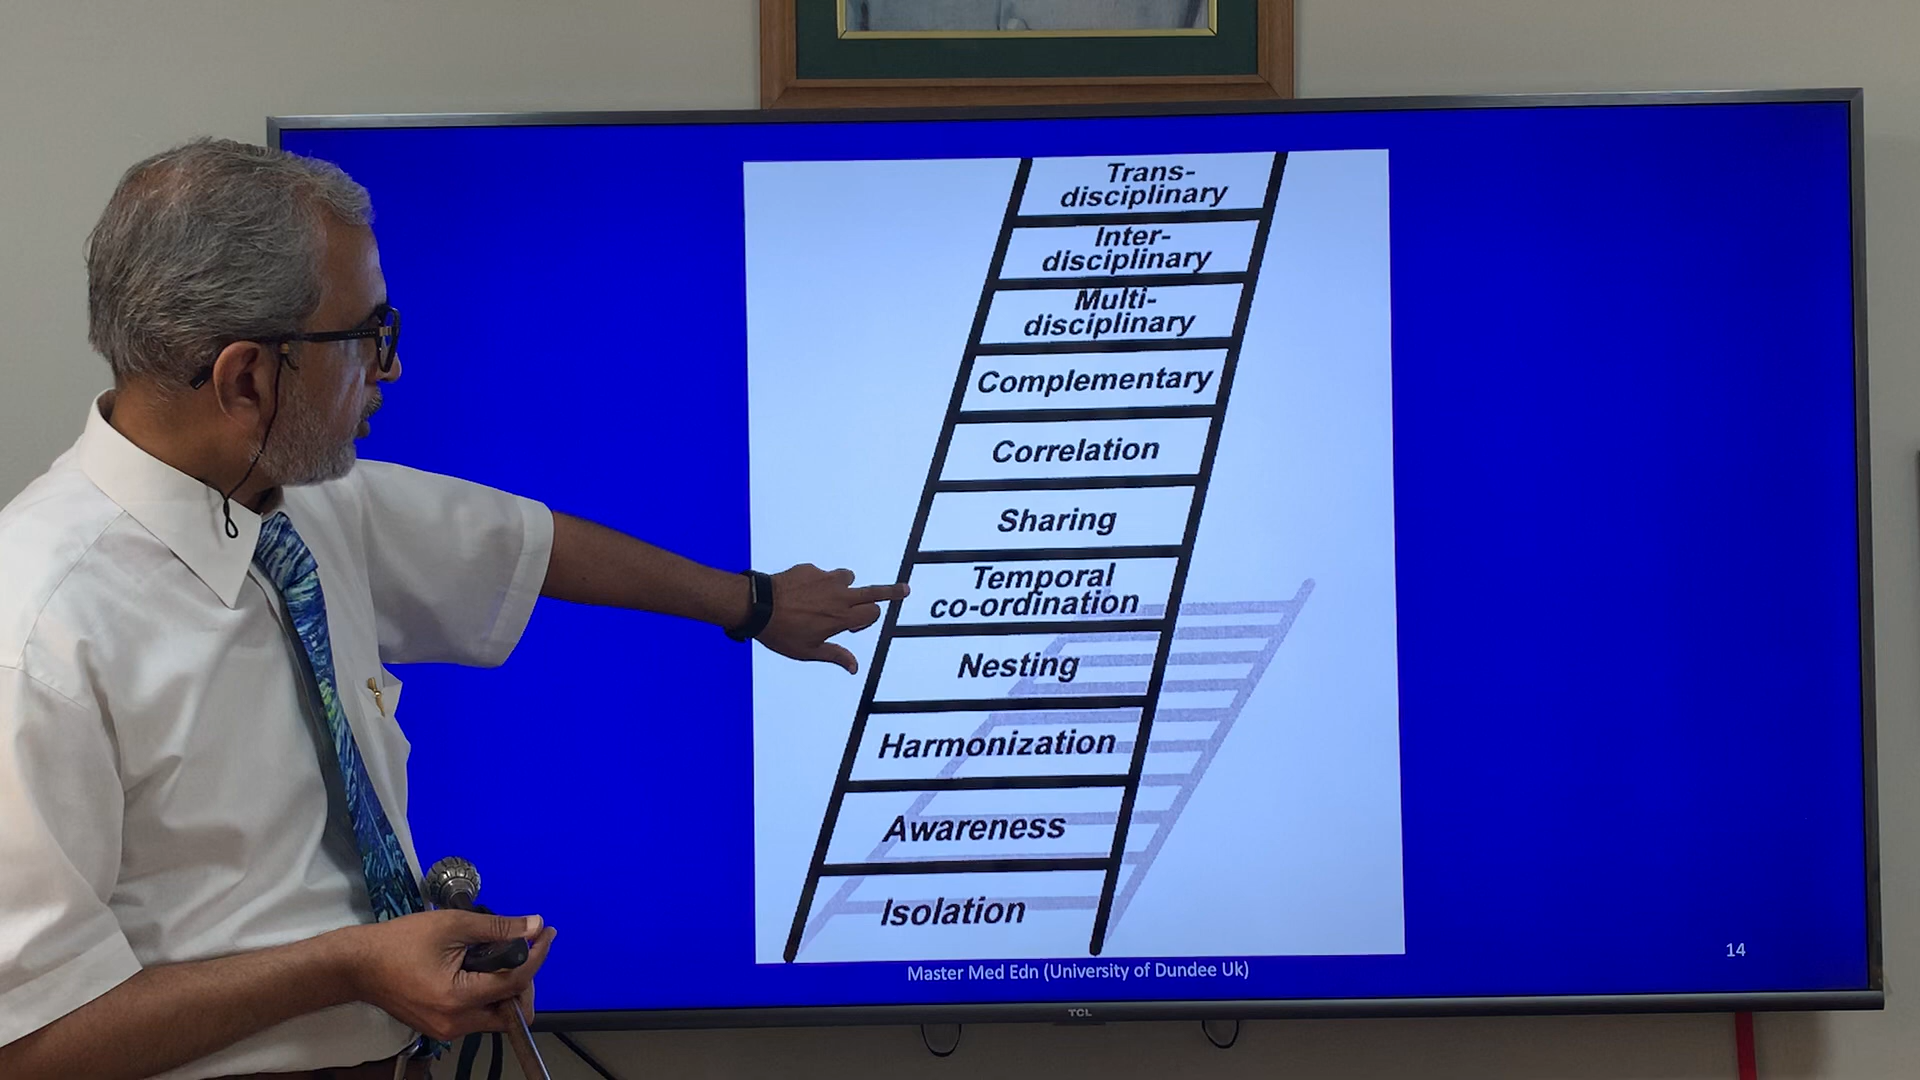 Trans-
disciplinary
Inter-
disciplinary
Multi-
disciplinary
Complementary
Correlation
Sharing
Temporal
co-ordination
Nesting
Harmonization
Awareness
Isolation
14
Master Med Edn (University of Dundee Uk)
TCL